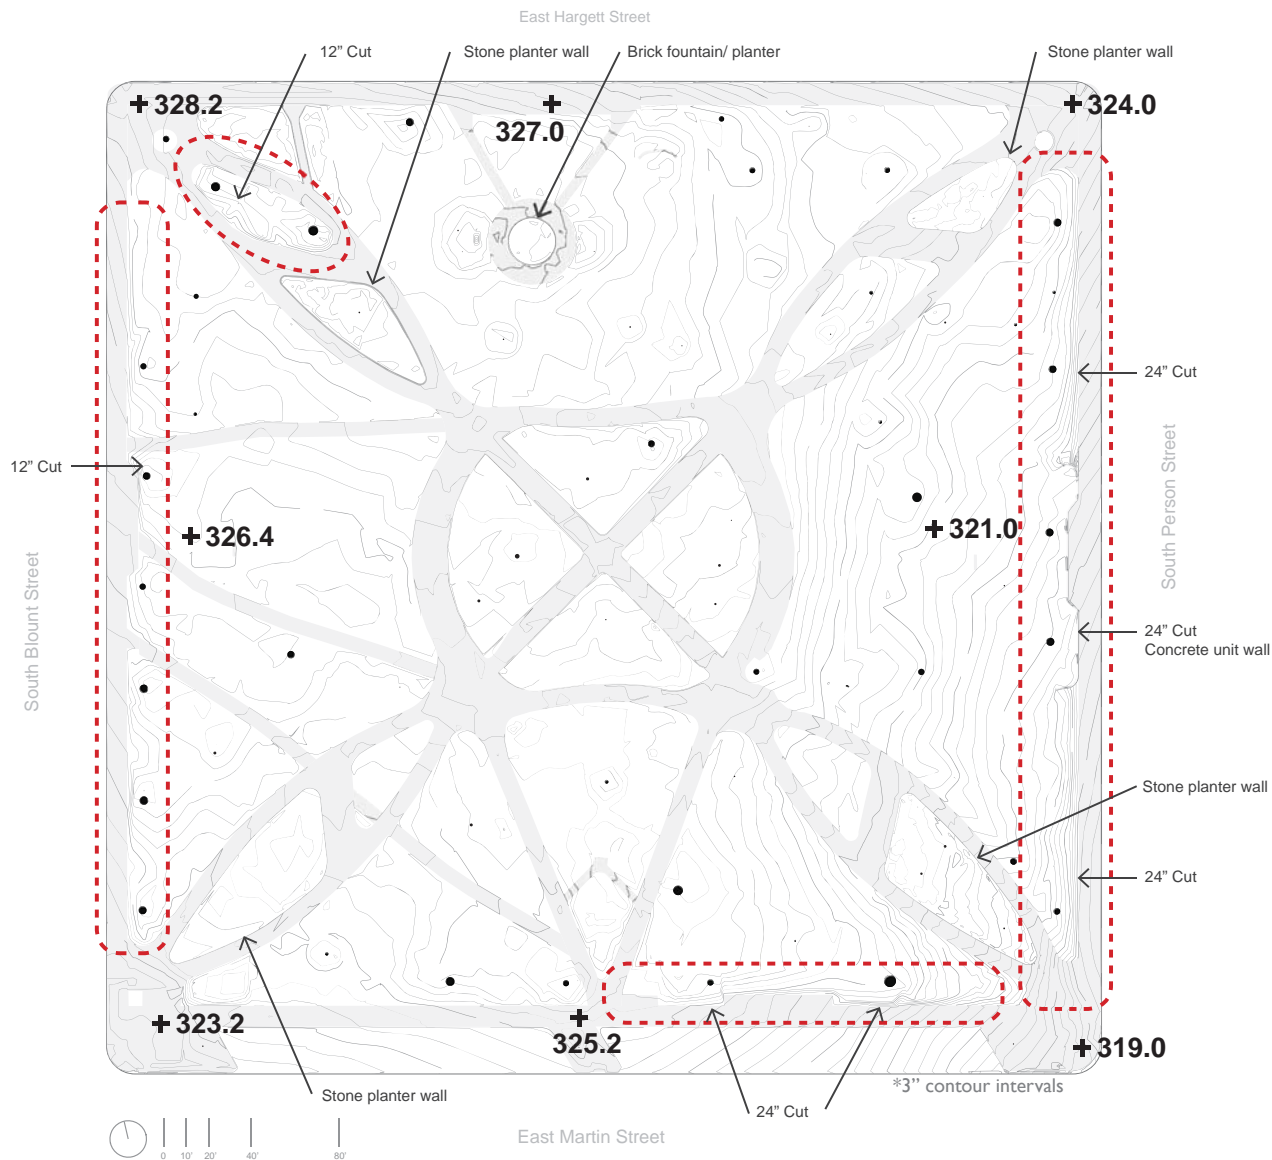 East Hargett Street
12” Cut
Stone planter wall
Brick fountain/ planter
Stone planter wall
328.2
327.0
324.0
24” Cut
South Person Street
12” Cut
326.4
321.0
South Blount Street
24” Cut
Concrete unit wall
Stone planter wall
24” Cut
323.2
325.2
319.0
*3” contour intervals
Stone planter wall
24” Cut
East Martin Street
0 10' 20' 40' 80'